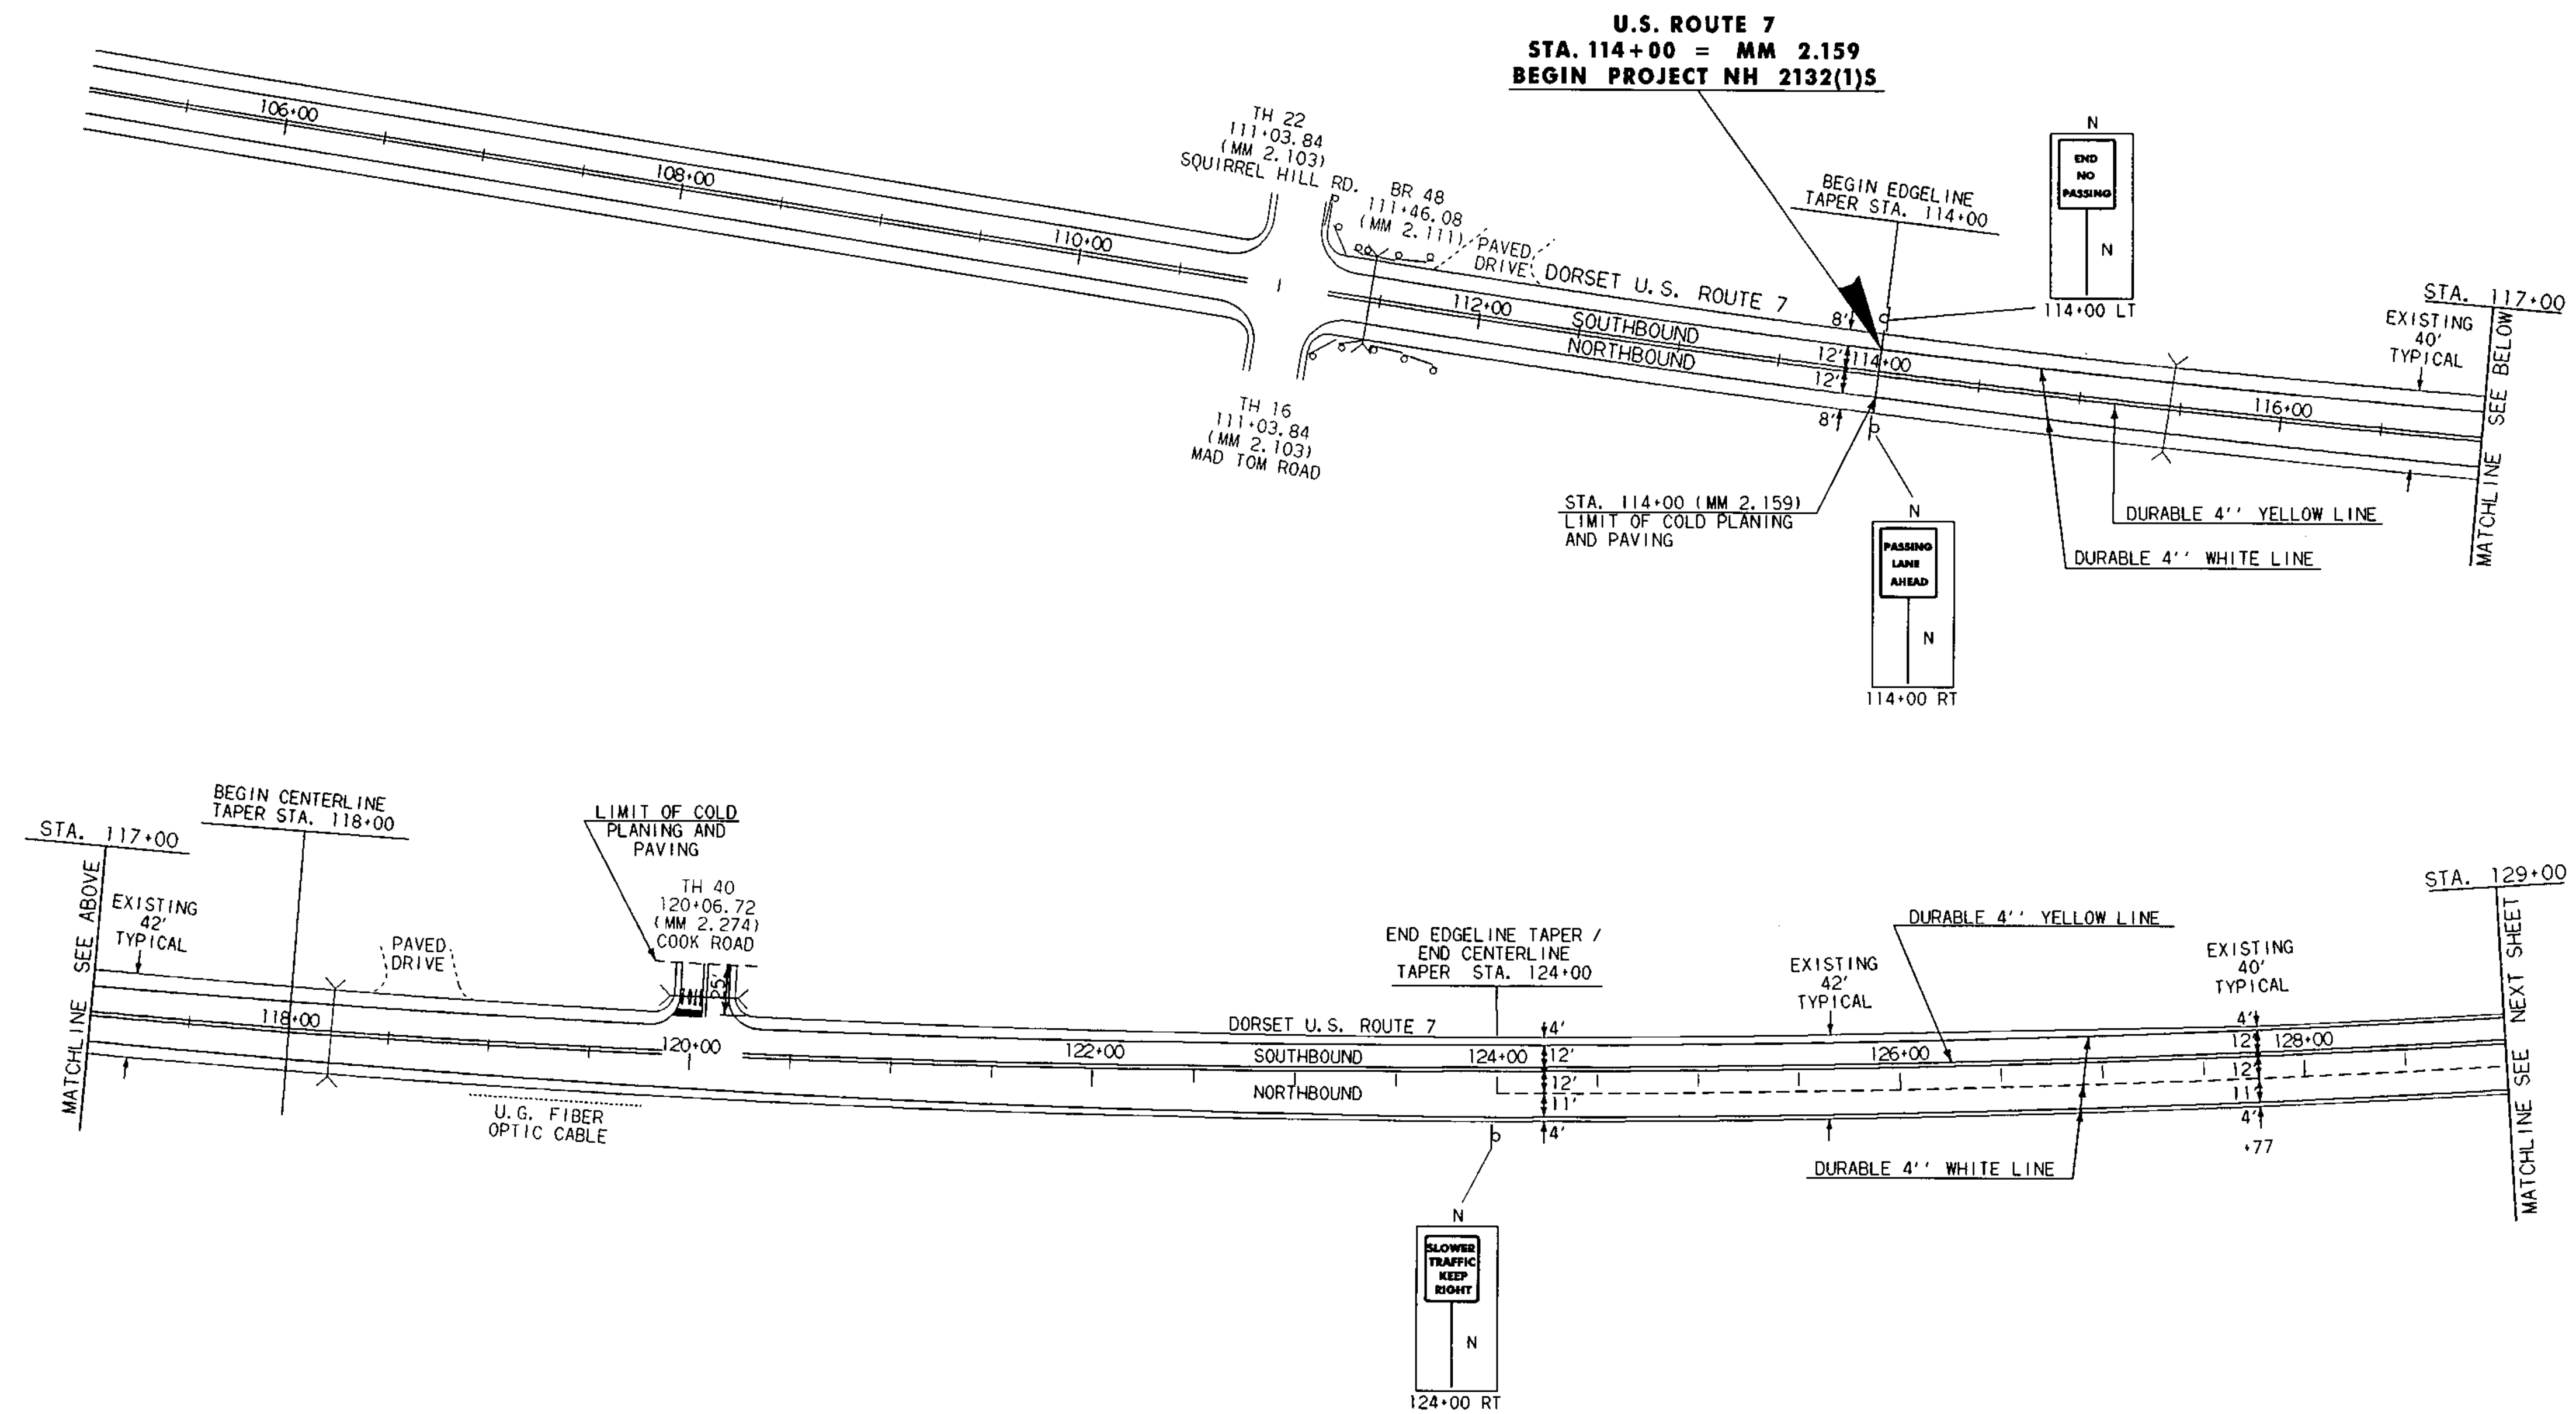 U.S. ROUTE 7
STA. 114+00 = MM 2.159
BEGIN PROJECT NH 2132(1)S
106+00
108+00
110+00
TH 22
111+03.84
(MM 2.103)
SQUIRREL HILL RD.
BR 48
111+46.08
(MM 2.111)
PAVED
DRIVE
DORSET U.S. ROUTE 7
112+00
SOUTHBOUND
NORTHBOUND
TH 16
111+03.84
(MM 2.103)
MAD TOM ROAD
BEGIN EDGELINE
TAPER STA. 114+00
8'
12'
114+00
12'
8'
N
END
NO
PASSING
N
114+00 LT
STA. 114+00 (MM 2.159)
LIMIT OF COLD PLANING
AND PAVING
N
PASSING
LANE
AHEAD
N
114+00 RT
116+00
DURABLE 4'' YELLOW LINE
DURABLE 4'' WHITE LINE
EXISTING
40'
TYPICAL
STA. 117+00
MATCHLINE SEE BELOW
STA. 117+00
MATCHLINE SEE ABOVE
BEGIN CENTERLINE
TAPER STA. 118+00
EXISTING
42'
TYPICAL
118+00
PAVED
DRIVE
LIMIT OF COLD
PLANING AND
PAVING
TH 40
120+06.72
(MM 2.274)
COOK ROAD
25'
120+00
U.G. FIBER
OPTIC CABLE
122+00
DORSET U.S. ROUTE 7
SOUTHBOUND
NORTHBOUND
END EDGELINE TAPER /
END CENTERLINE
TAPER STA. 124+00
124+00
4'
12'
12'
11'
4'
N
SLOWER
TRAFFIC
KEEP
RIGHT
N
124+00 RT
EXISTING
42'
TYPICAL
126+00
DURABLE 4'' YELLOW LINE
DURABLE 4'' WHITE LINE
EXISTING
40'
TYPICAL
4'
12'
12'
11'
4'
+77
128+00
STA. 129+00
MATCHLINE SEE NEXT SHEET